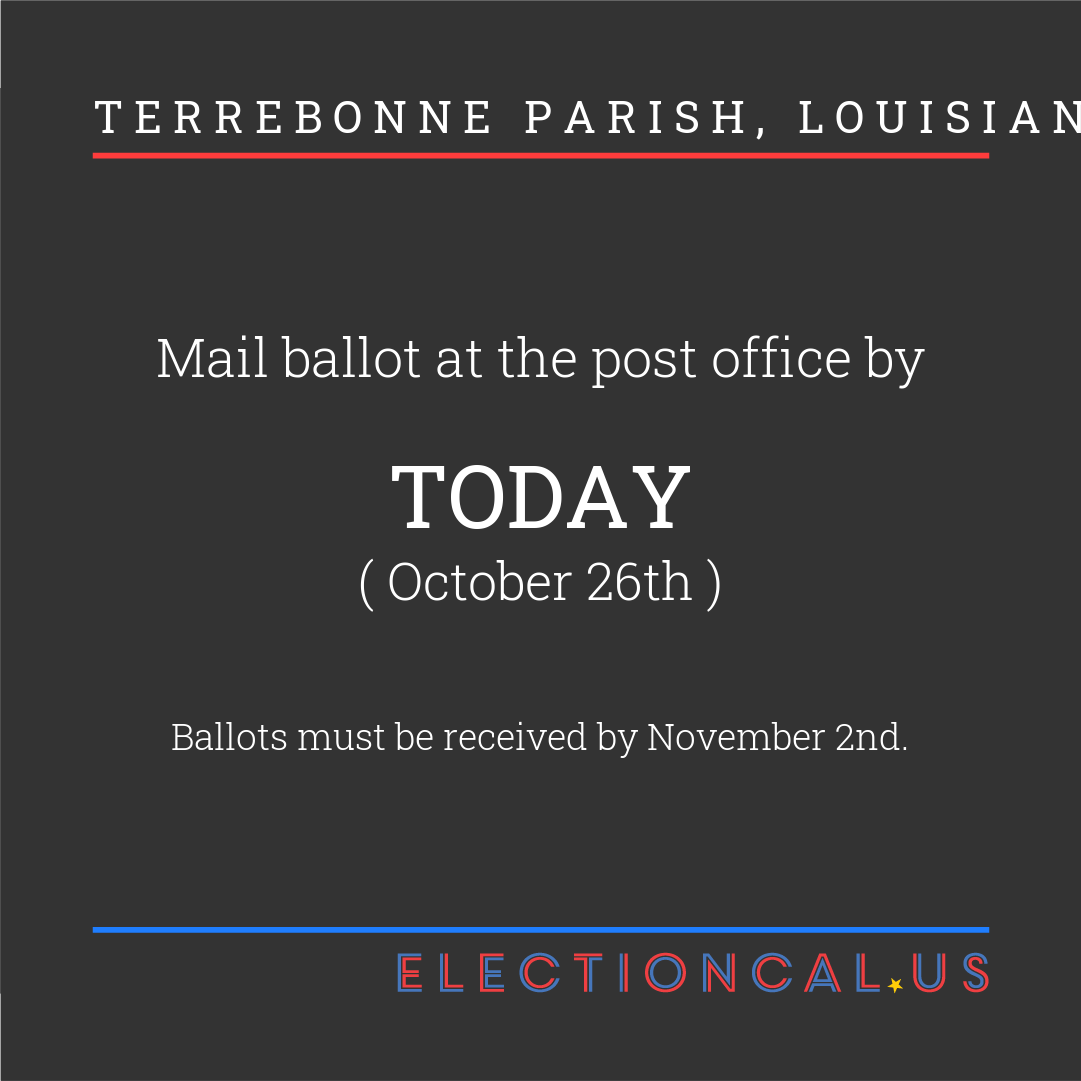 TERREBONNE PARISH, LOUISIAN
Mail ballot at the post office by
TODAY
( October 26th )
Ballots must be received by November 2nd.
ELECTIONCAL.US